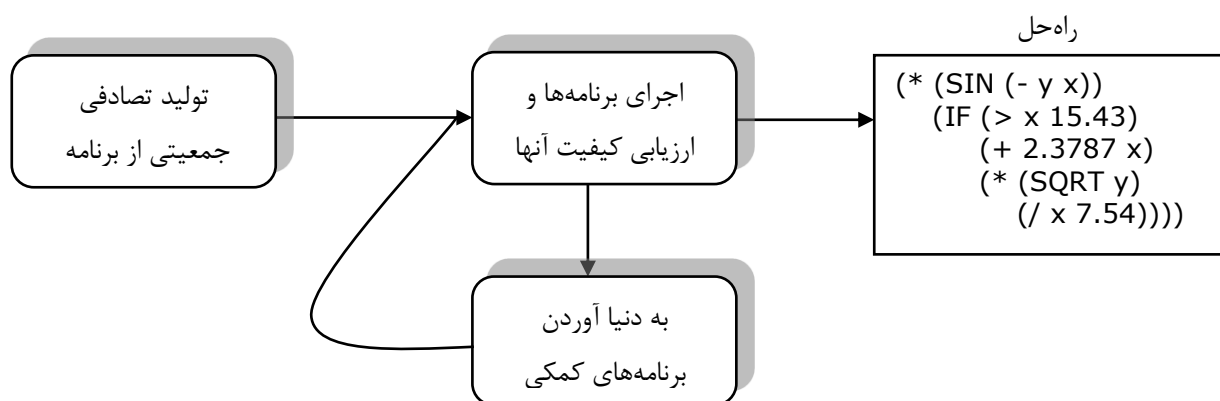 تولید تصادفی
جمعیتی از برنامه
اجرای برنامه‌ها و
ارزیابی کیفیت آنها
به دنیا آوردن
برنامه‌های کمکی
راه‌حل
(* (SIN (- y x))
(IF (> x 15.43)
(+ 2.3787 x)
(* (SQRT y)
(/ x 7.54))))